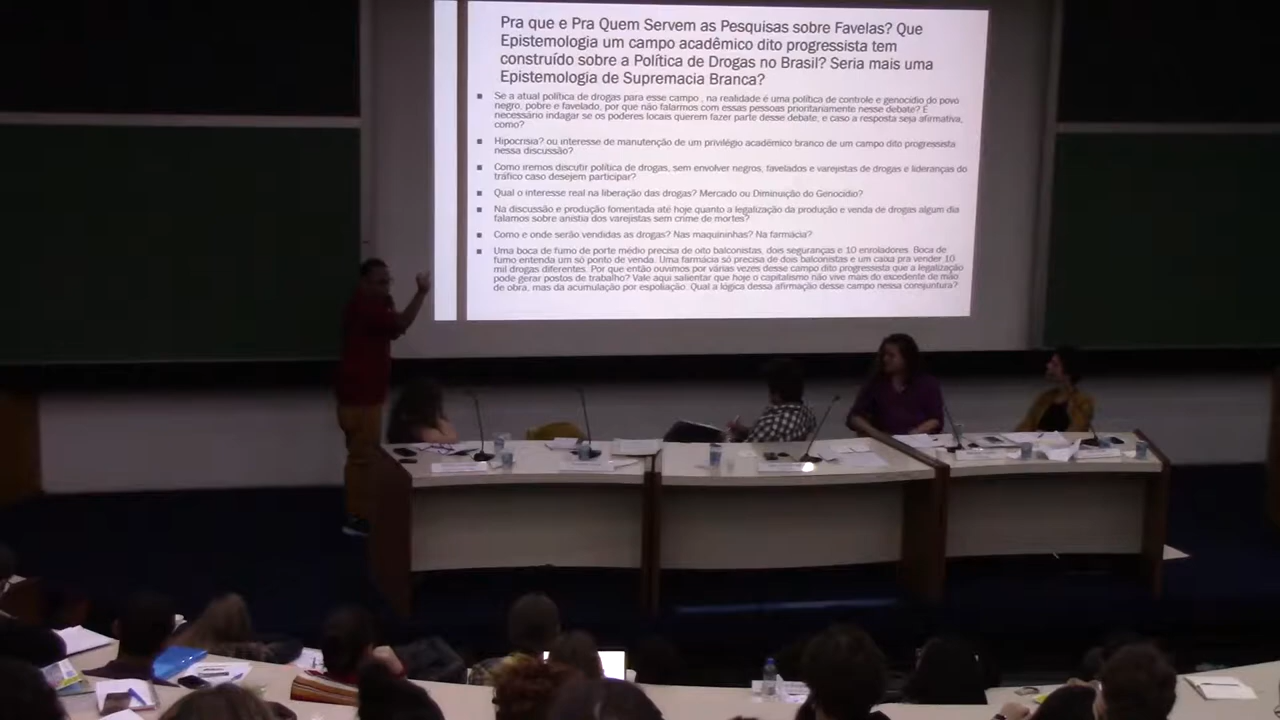 Pra que e Pra Quem Servem as Pesquisas sobre Favelas? Que
Epistemologia um campo acadêmico dito progressista tem
construído sobre a Política de Drogas no Brasil? Seria mais uma
Epistemologia de Supremacia Branca?
Se a atual política de drogas para esse campo , na realidade é uma política de controle e genocídio do povo
negro, pobre e favelado, por que não falarmos com essas pessoas prioritariamente nesse debate? É
necessário indagar se os poderes locais querem fazer parte desse debate, e caso a resposta seja afirmativa,
como?
Hipocrisia? ou interesse de manutenção de um privilégio acadêmico branco de um campo dito progressista
nessa discussão?
Como iremos discutir política de drogas, sem envolver negros, favelados e varejistas de drogas e lideranças do
tráfico caso desejem participar?
Qual o interesse real na liberação das drogas? Mercado ou Diminuição do Genocídio?
Na discussão e produção fomentada até hoje quanto a legalização da produção e venda de drogas algum dia
falamos sobre anistia dos varejistas sem crime de mortes?
Como e onde serão vendidas as drogas? Nas maquininhas? Na farmácia?
Uma boca de fumo de porte médio precisa de oito balconistas, dois seguranças e 10 enroladores. Boca de
fumo entenda um só ponto de venda. Uma farmácia só precisa de dois balconistas e um caixa pra vender 10
mil drogas diferentes. Por que então ouvimos por várias vezes desse campo dito progressista que a legalização
pode gerar postos de trabalho? Vale aqui salientar que hoje o capitalismo não vive mais do excedente de mão
de obra, mas da acumulação por espoliação. Qual a lógica dessa afirmação desse campo nessa conjuntura?